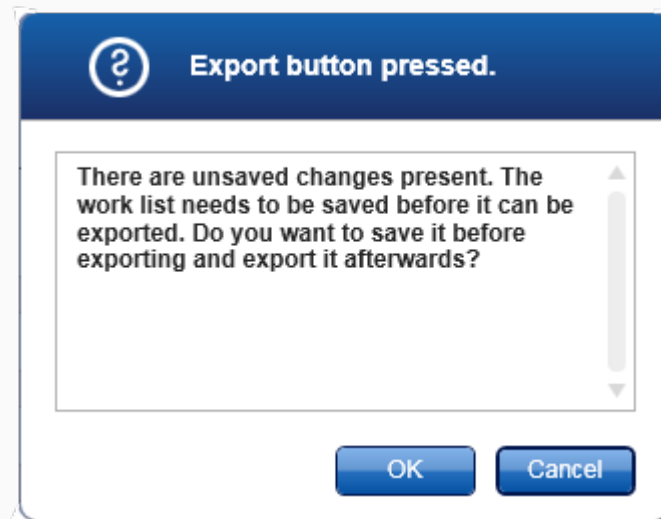 Export button pressed.
There are unsaved changes present. The
work list needs to be saved before it can be
exported. Do you want to save it before
exporting and export it afterwards?
OK
Cancel